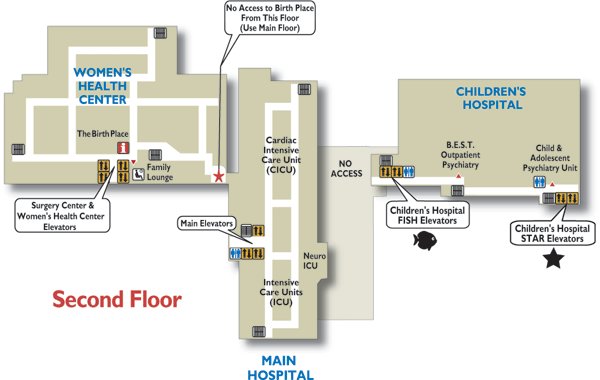 No Access to Birth Place
From This Floor
(Use Main Floor)
WOMEN'S
HEALTH
CENTER
The Birth Place
i
Family
Lounge
Surgery Center &
Women's Health Center
Elevators
Cardiac
Intensive
Care Unit
(CICU)
Main Elevators
Neuro
ICU
Intensive
Care Units
(ICU)
NO
ACCESS
CHILDREN'S
HOSPITAL
B.E.S.T.
Outpatient
Psychiatry
Child &
Adolescent
Psychiatry Unit
Children's Hospital
FISH Elevators
Children's Hospital
STAR Elevators
Second Floor
MAIN
HOSPITAL